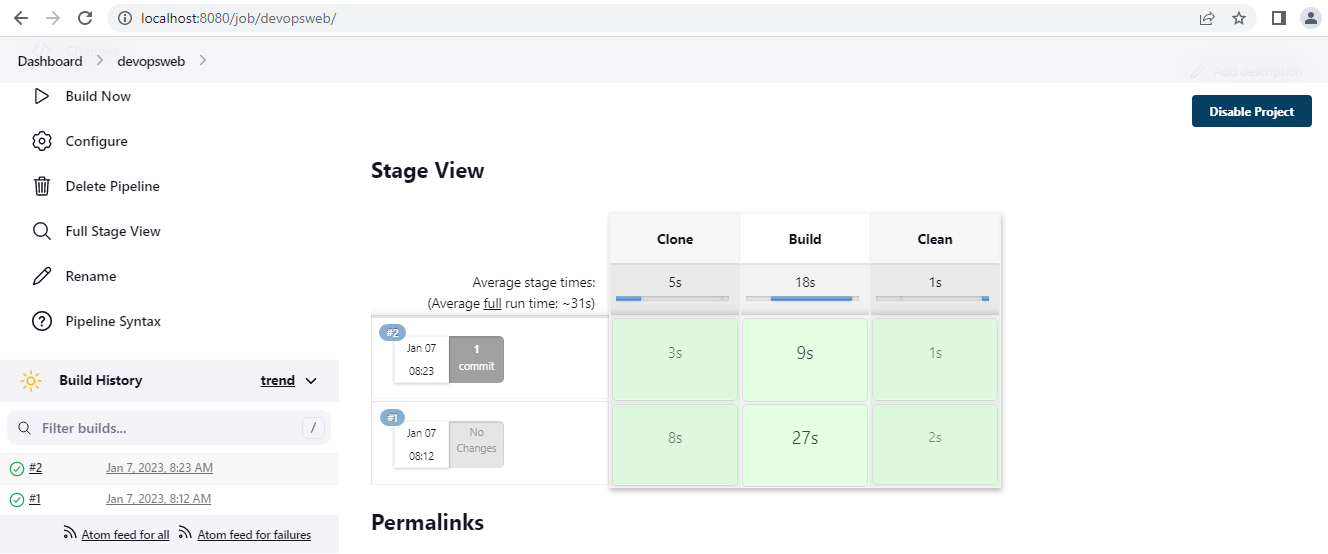 localhost:8080/job/devopsweb/
Changes
Dashboard
devopsweb
Add description
Build Now
Configure
Delete Pipeline
Full Stage View
Rename
Pipeline Syntax
Build History
trend
Filter builds...
/
#2
Jan 7, 2023, 8:23 AM
#1
Jan 7, 2023, 8:12 AM
Atom feed for all
Atom feed for failures
Disable Project
Stage View
Clone
Build
Clean
Average stage times:
(Average full run time: ~31s)
5s
18s
1s
#2
Jan 07
08:23
1
commit
3s
9s
1s
#1
Jan 07
08:12
No
Changes
8s
27s
2s
Permalinks